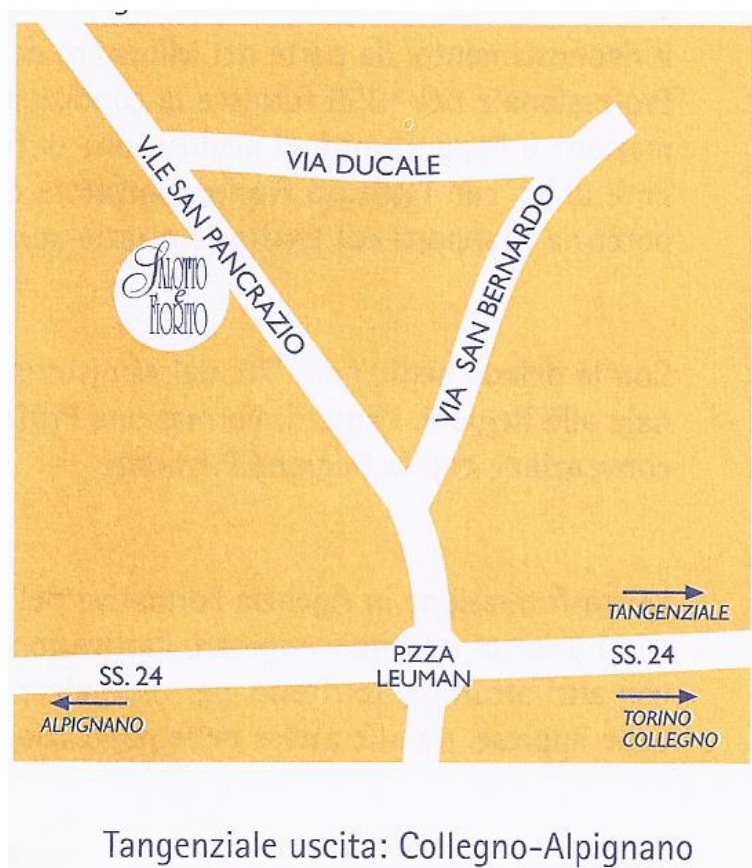 VIA DUCALE
V.LE SAN PANCRAZIO
SALOTTO
e
FIORITO
VIA SAN BERNARDO
TANGENZIALE
P.ZZA
LEUMAN
SS. 24
SS. 24
ALPIGNANO
TORINO
COLLEGNO
Tangenziale uscita: Collegno-Alpignano